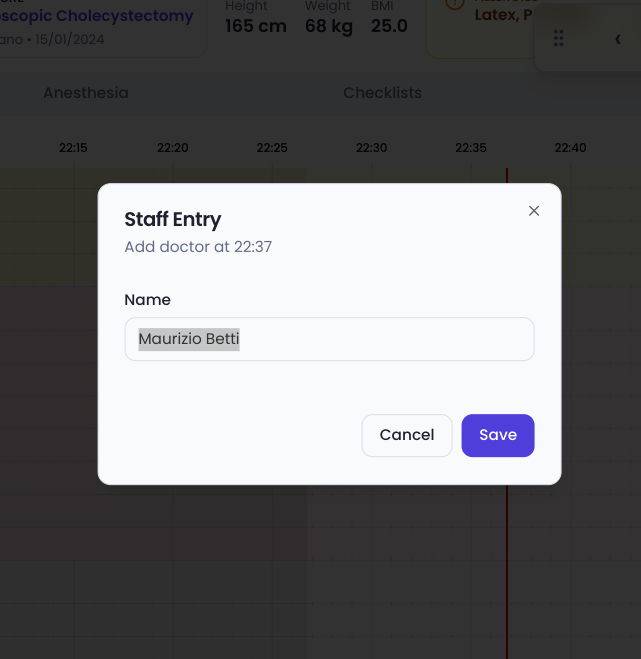 scopic Cholecystectomy
ano • 15/01/2024
Height Weight BMI
165 cm 68 kg 25.0
Latex, P
Anesthesia Checklists
22:15 22:20 22:25 22:30 22:35 22:40
Staff Entry
Add doctor at 22:37
Name
Maurizio Betti
Cancel Save